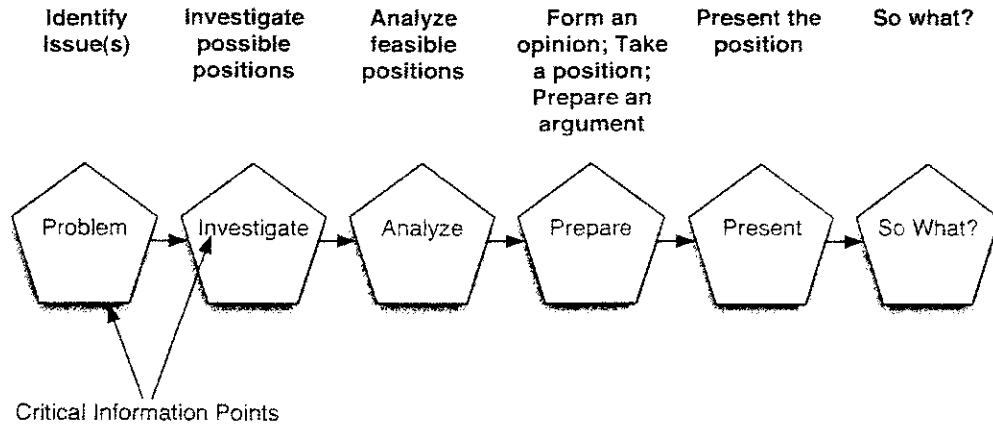 Identify
Issue(s)
Investigate
possible
positions
Analyze
feasible
positions
Form an
opinion; Take
a position;
Prepare an
argument
Present the
position
So what?
Problem
Investigate
Analyze
Prepare
Present
So What?
Critical Information Points